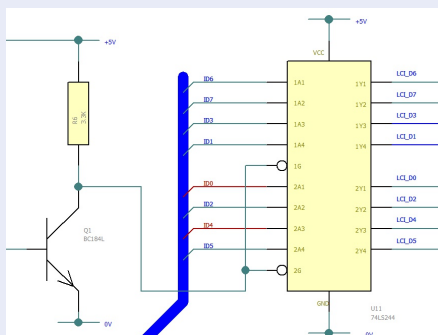 +5V
+5V
VCC
R6
3.3K
ID6
1A1
1Y1
LCI_D6
ID7
1A2
1Y2
LCI_D7
ID3
1A3
1Y3
LCI_D3
ID1
1A4
1Y4
LCI_D1
1G
ID0
2A1
2Y1
LCI_D0
ID2
2A2
2Y2
LCI_D2
ID4
2A3
2Y3
LCI_D4
ID5
2A4
2Y4
LCI_D5
Q1
BC184L
2G
GND
U11
74LS244
0V
0V